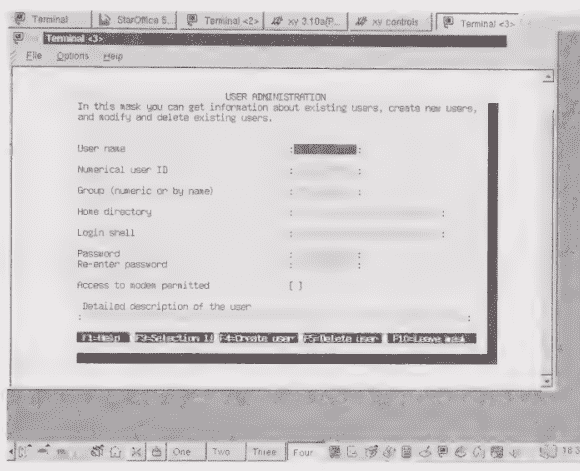 Terminal
StarOffice 5..
Terminal <2>
xy 3.10a(P..
xy controls
Terminal <3>
Terminal <3>
File Options Help
USER ADMINISTRATION
In this mask you can get information about existing users, create new users,
and modify and delete existing users.
User name : :
Numerical user ID : :
Group (numeric or by name) : :
Home directory : :
Login shell : :
Password : :
Re-enter password : :
Access to modem permitted [ ]
Detailed description of the user
: :
F1=Help F3=Selection F4=Create user F5=Delete user F10=Leave mask
One Two Three Four